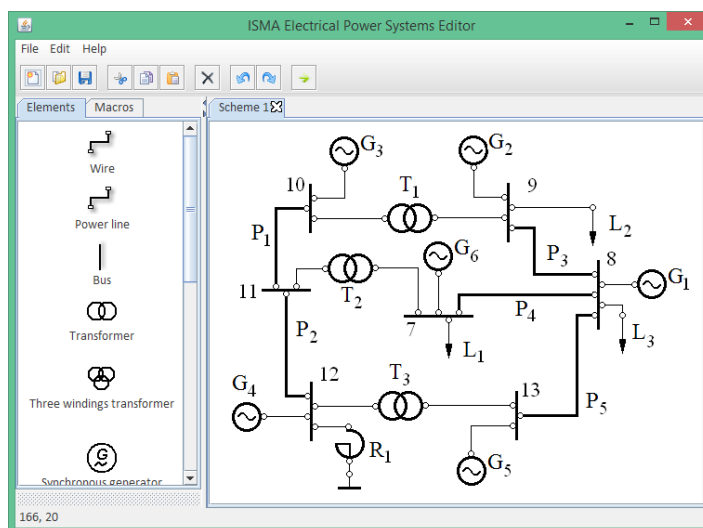 ISMA Electrical Power Systems Editor
File Edit Help
Elements Macros
Scheme 1
Wire
Power line
Bus
Transformer
Three windings transformer
G
Synchronous generator
G3
G2
10
T1
9
P1
L2
G6
P3
8
G1
11
T2
P4
7
L1
L3
P2
12
T3
13
G4
P5
R1
G5
166, 20